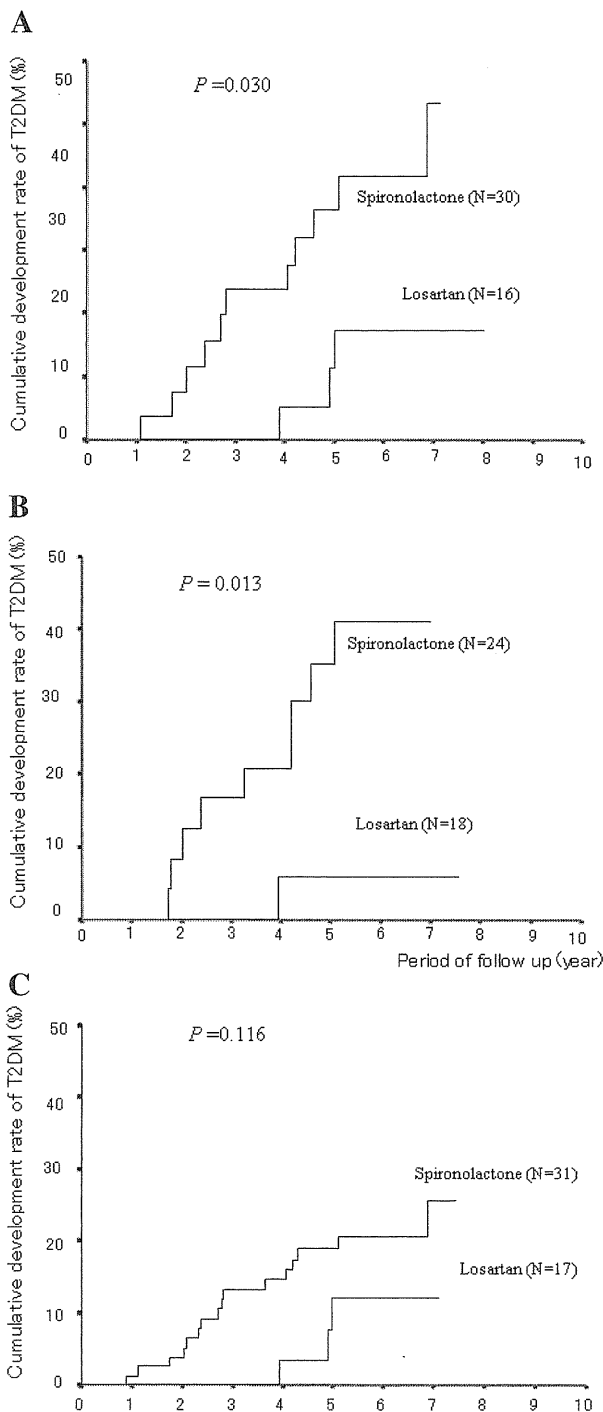 A
Cumulative development rate of T2DM (%)
50
40
30
20
10
0
P =0.030
Spironolactone (N=30)
Losartan (N=16)
0 1 2 3 4 5 6 7 8 9 10
B
Cumulative development rate of T2DM (%)
50
40
30
20
10
0
P = 0.013
Spironolactone (N=24)
Losartan (N=18)
0 1 2 3 4 5 6 7 8 9 10
Period of follow up (year)
C
Cumulative development rate of T2DM (%)
50
40
30
20
10
0
P =0.116
Spironolactone (N=31)
Losartan (N=17)
0 1 2 3 4 5 6 7 8 9 10